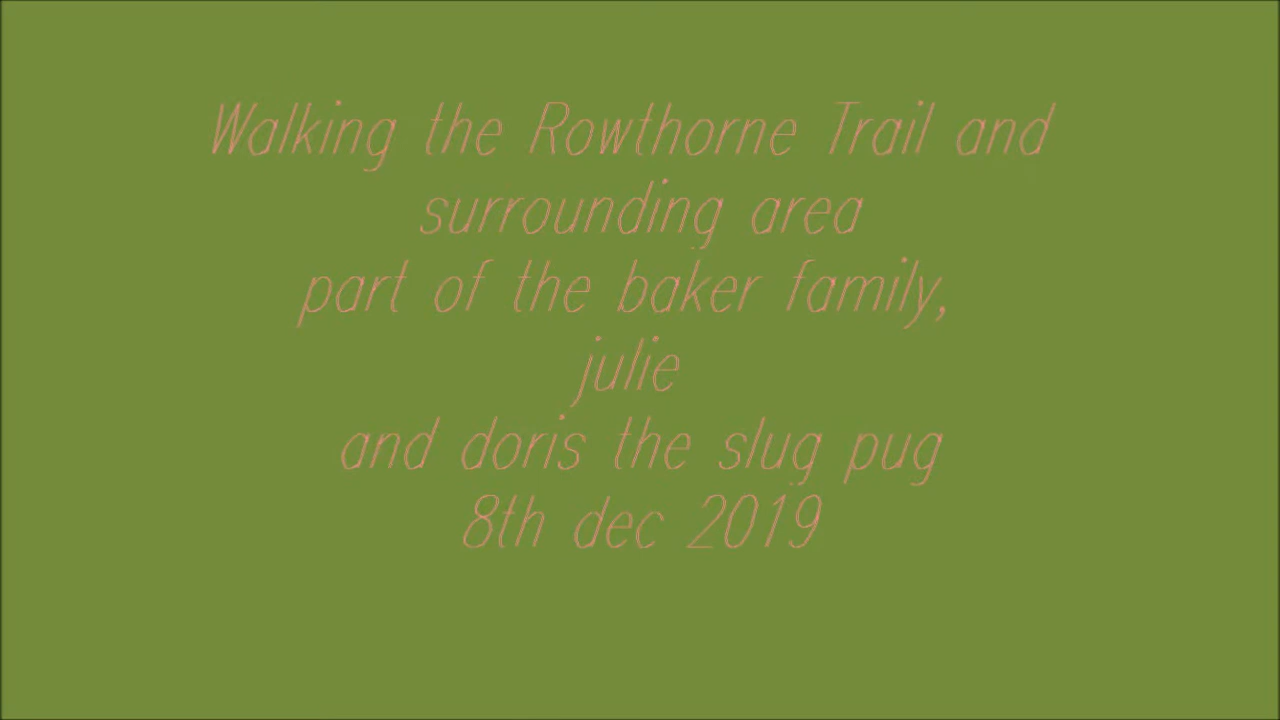 Walking the Rowthorne Trail and
surrounding area
part of the baker family,
julie
and doris the slug pug
8th dec 2019